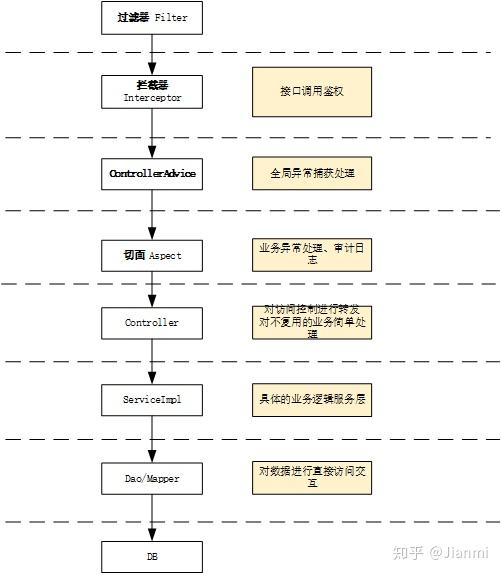 过滤器 Filter
拦截器
Interceptor
接口调用鉴权
ControllerAdvice
全局异常捕获处理
切面 Aspect
业务异常处理、审计日
志
Controller
对访问控制进行转发
对不复用的业务简单处
理
ServiceImpl
具体的业务逻辑服务层
Dao/Mapper
对数据进行直接访问交
互
DB
知乎 @Jianmi